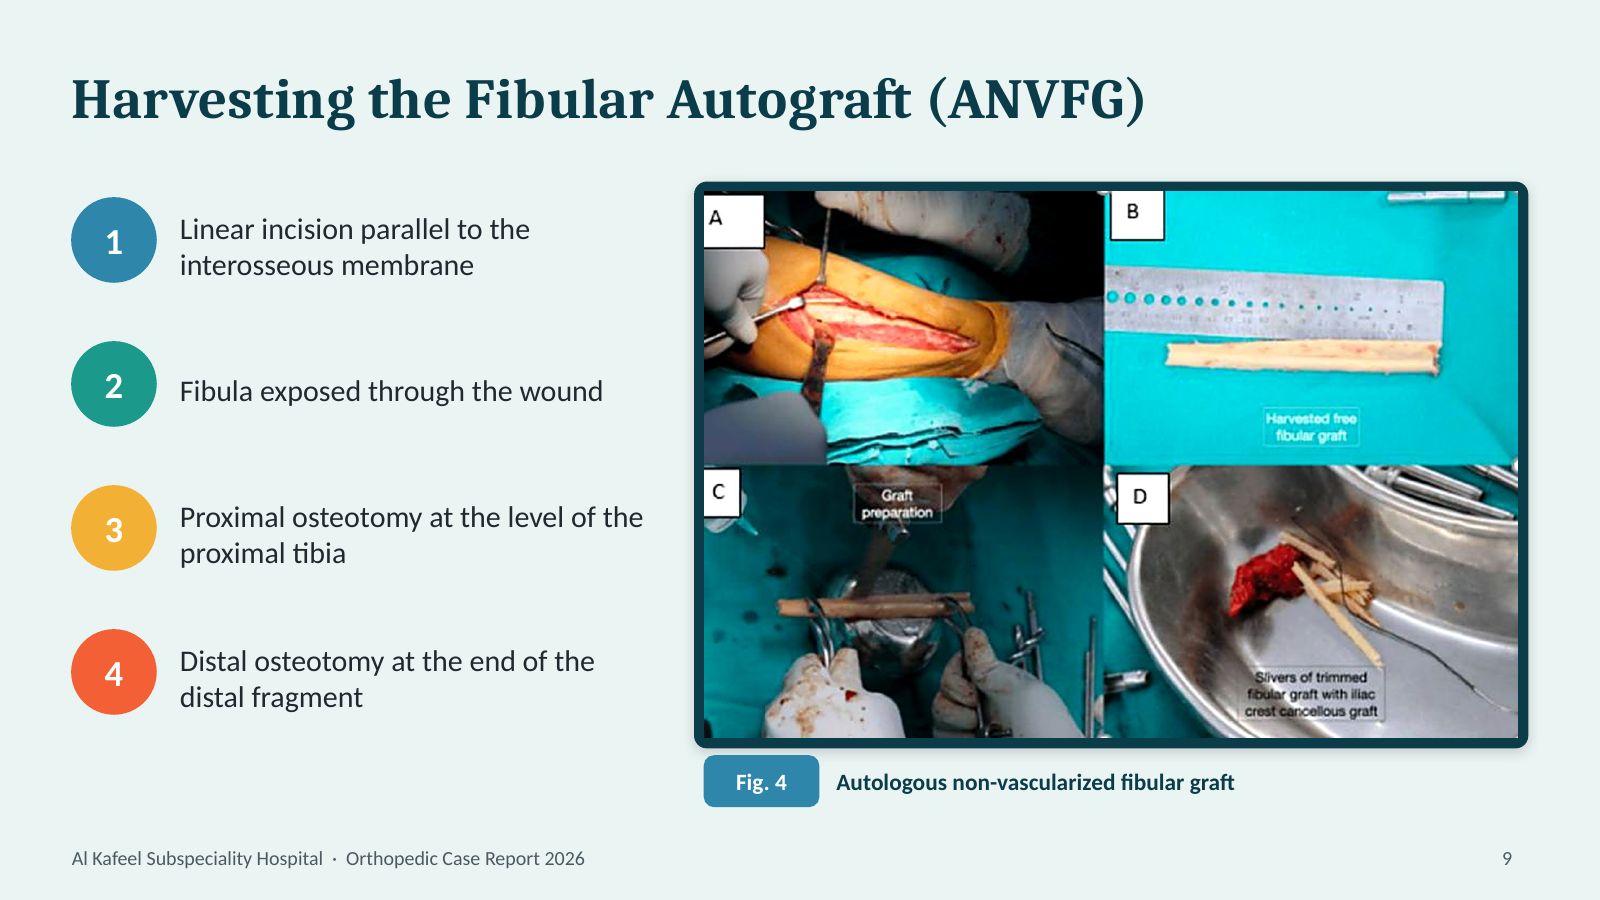 Harvesting the Fibular Autograft (ANVFG)
1
Linear incision parallel to the
interosseous membrane
2
Fibula exposed through the wound
3
Proximal osteotomy at the level of the
proximal tibia
4
Distal osteotomy at the end of the
distal fragment
A
B
Harvested free
fibular graft
C
Graft
preparation
D
Slivers of trimmed
fibular graft with iliac
crest cancellous graft
Fig. 4
Autologous non-vascularized fibular graft
Al Kafeel Subspeciality Hospital · Orthopedic Case Report 2026
9